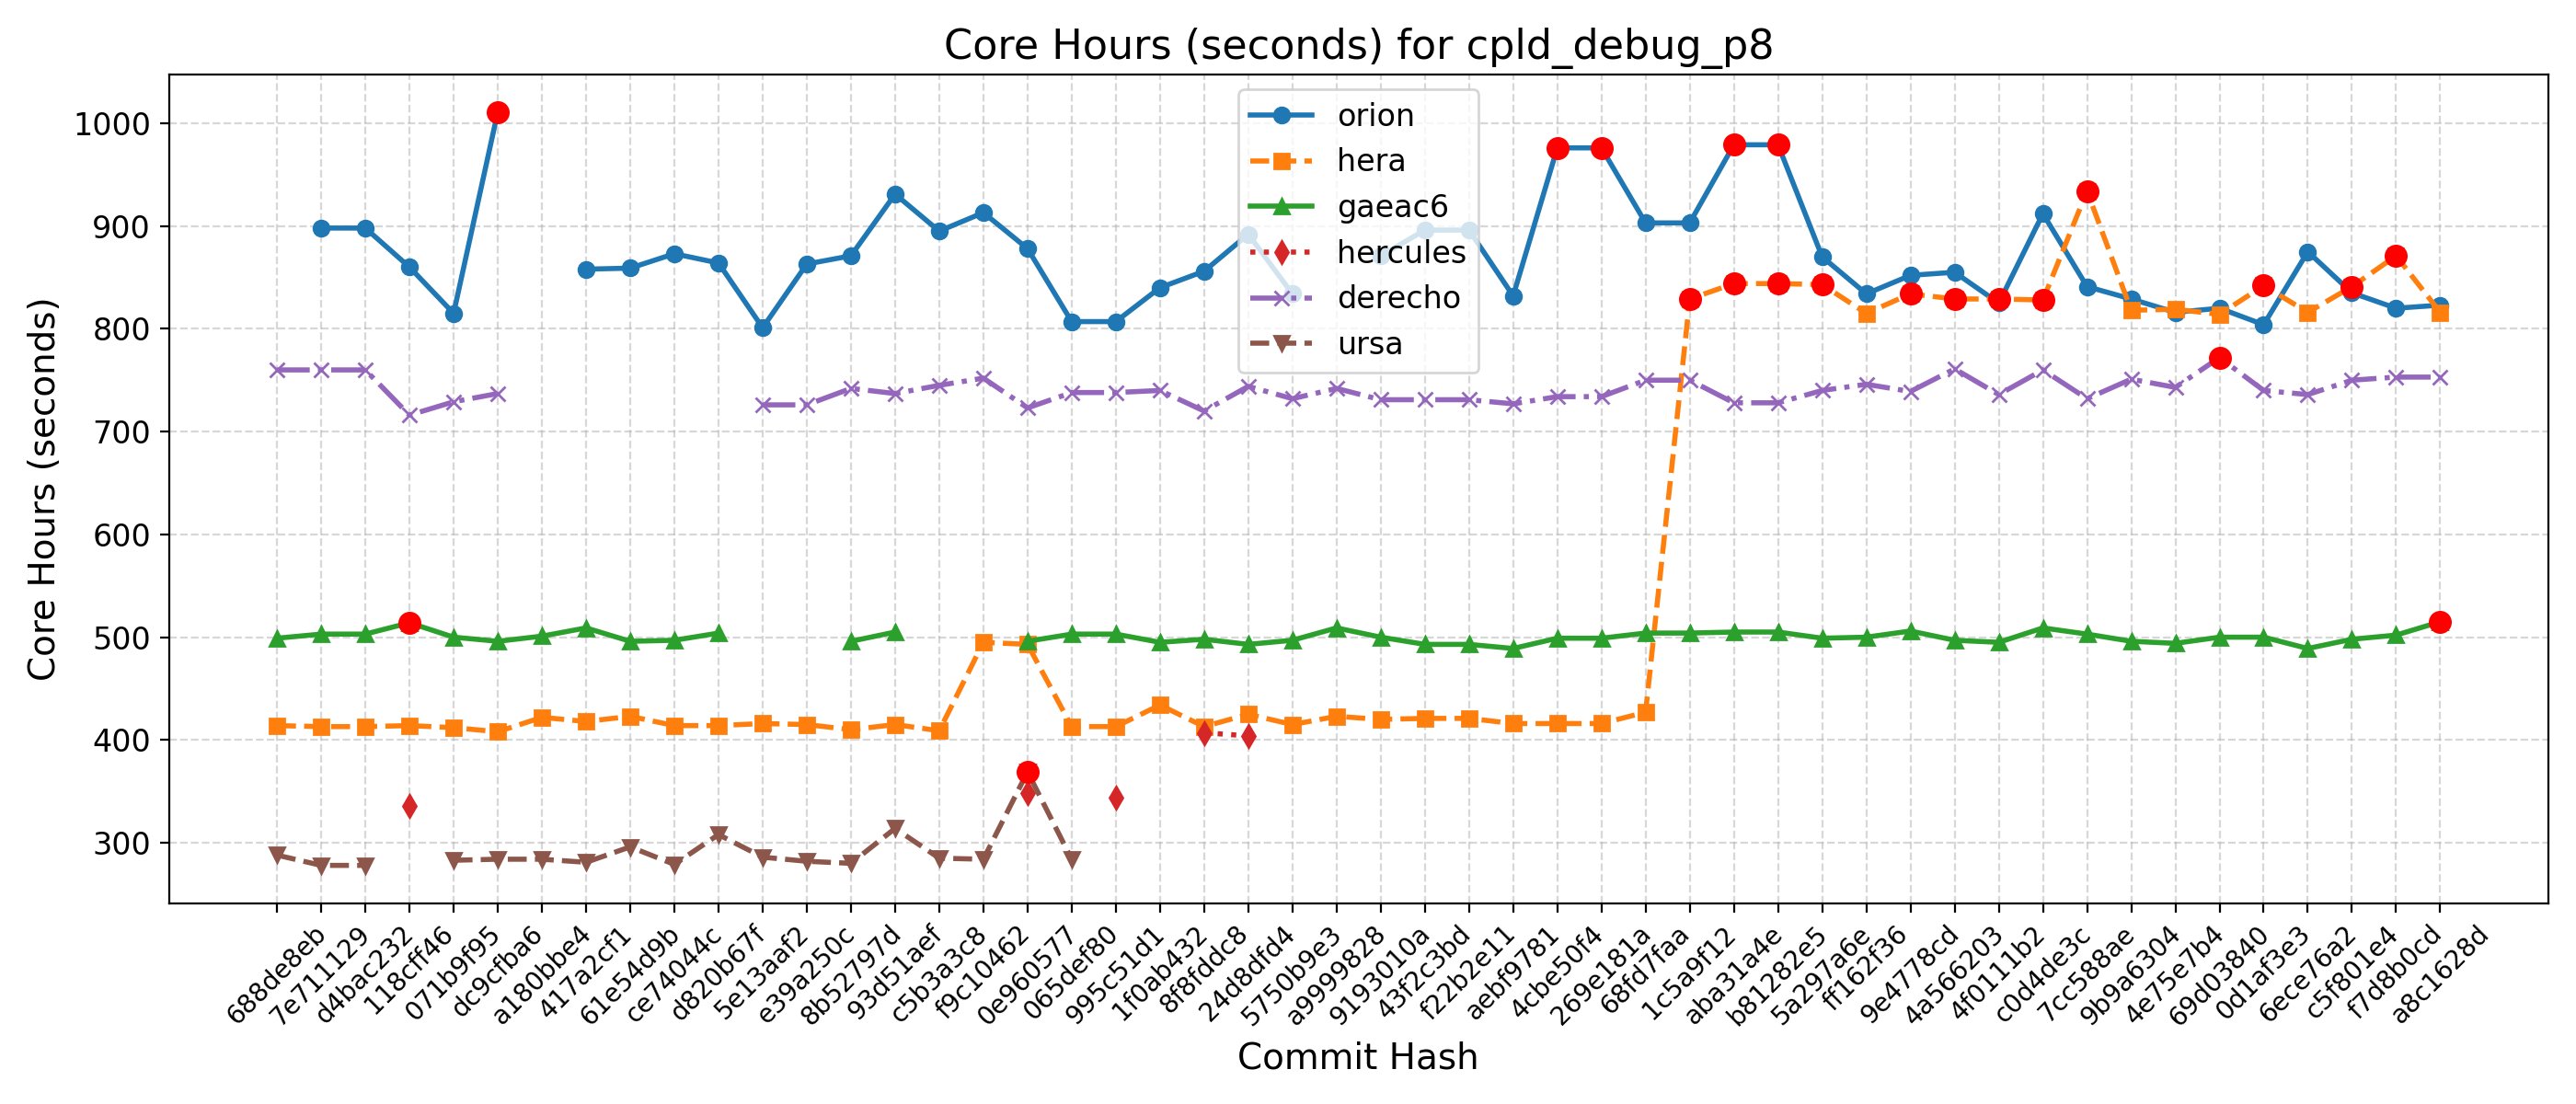 Core Hours (seconds) for cpld_debug_p8
Core Hours (seconds)
1000
900
800
700
600
500
400
300
orion
hera
gaeac6
hercules
derecho
ursa
688de8eb
7e711129
d4bac232
118cff46
071b9f95
dc9cfba6
a180bbe4
417a2cf1
61e54d9b
ce74044c
d820b67f
5e13aaf2
e39a250c
8b52797d
93d51aef
c5b3a3c8
f9c10462
0e960577
065def80
995c51d1
1f0ab432
8f8fddc8
24d8dfd4
5750b9e3
a9999828
9193010a
43f2c3bd
f22b2e11
aebf9781
4cbe50f4
269e181a
68fd7faa
1c5a9f12
aba31a4e
b81282e5
5a297a6e
ff162f36
9e4778cd
4a566203
4f0111b2
c0d4de3c
7cc588ae
9b9a6304
4e75e7b4
69d03840
0d1af3e3
6ece76a2
c5f801e4
f7d8b0cd
a8c1628d
Commit Hash